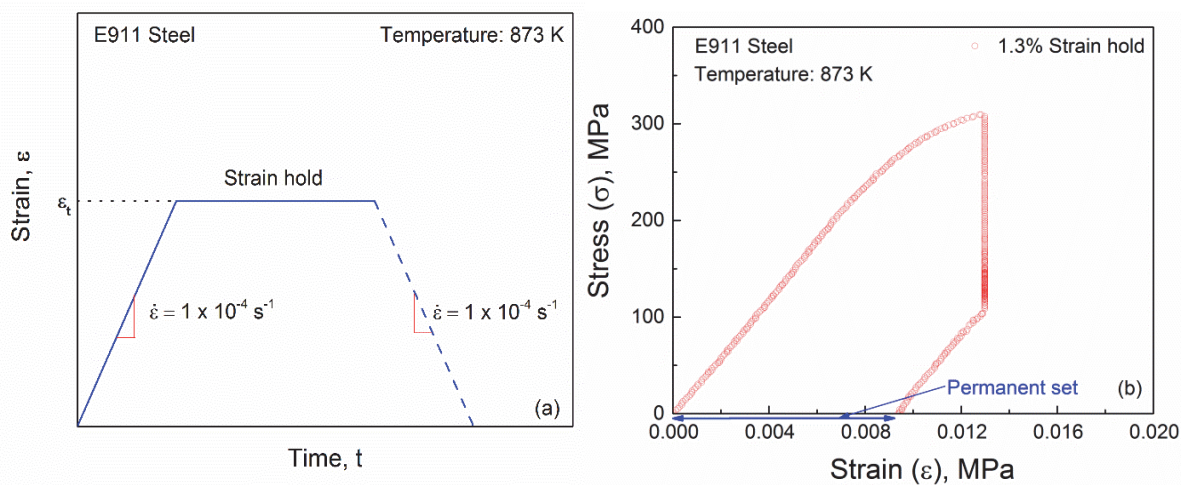 E911 Steel
Temperature: 873 K
Strain hold
εt
ε̇ = 1 x 10⁻⁴ s⁻¹
ε̇ = 1 x 10⁻⁴ s⁻¹
(a)
Strain, ε
Time, t
400
300
200
100
0
E911 Steel
1.3% Strain hold
Temperature: 873 K
Permanent set
(b)
0.000
0.004
0.008
0.012
0.016
0.020
Stress (σ), MPa
Strain (ε), MPa